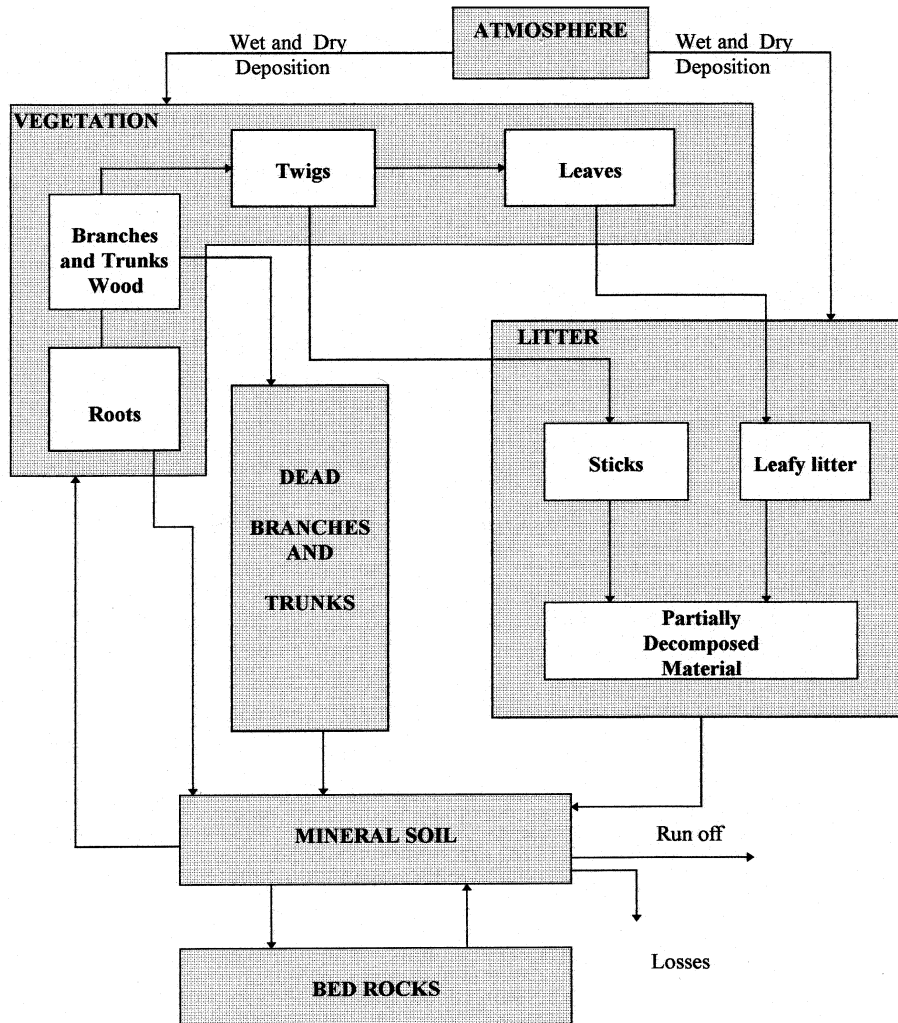 ATMOSPHERE
Wet and Dry
Deposition
Wet and Dry
Deposition
VEGETATION
Twigs
Leaves
Branches
and Trunks
Wood
Roots
LITTER
Sticks
Leafy litter
Partially
Decomposed
Material
DEAD
BRANCHES
AND
TRUNKS
MINERAL SOIL
Run off
Losses
BED ROCKS